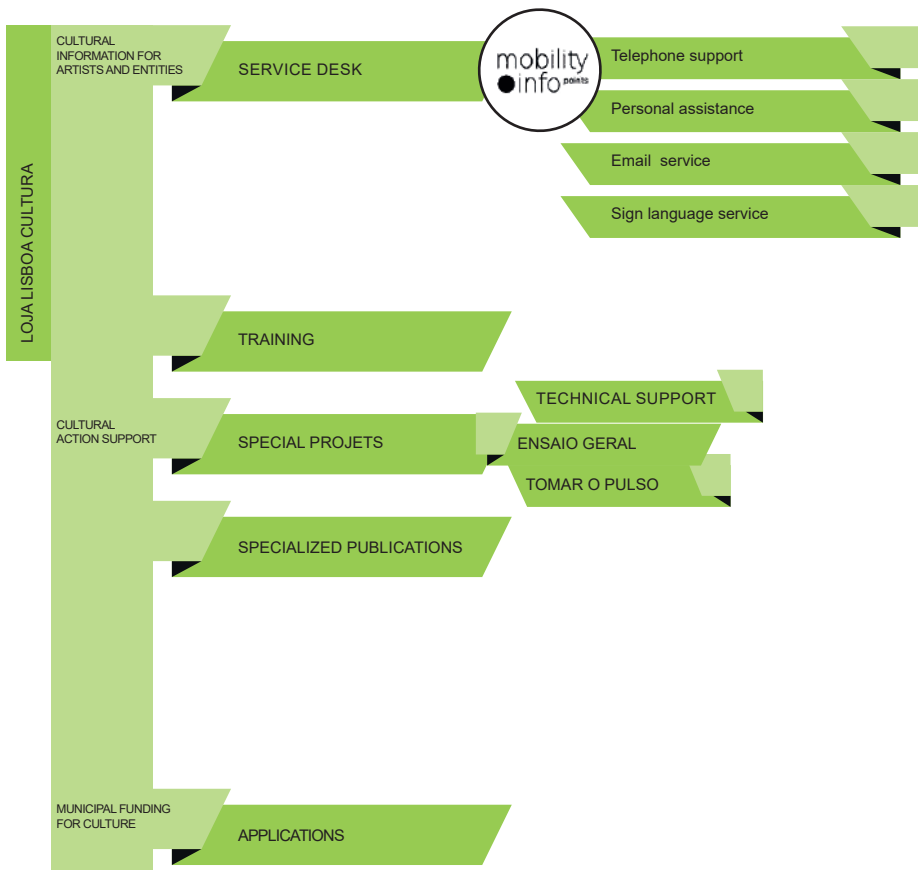 LOJA LISBOA CULTURA
CULTURAL
INFORMATION FOR
ARTISTS AND ENTITIES
SERVICE DESK
mobility
info points
Telephone support
Personal assistance
Email service
Sign language service
TRAINING
CULTURAL
ACTION SUPPORT
SPECIAL PROJETS
TECHNICAL SUPPORT
ENSAIO GERAL
TOMAR O PULSO
SPECIALIZED PUBLICATIONS
MUNICIPAL FUNDING
FOR CULTURE
APPLICATIONS